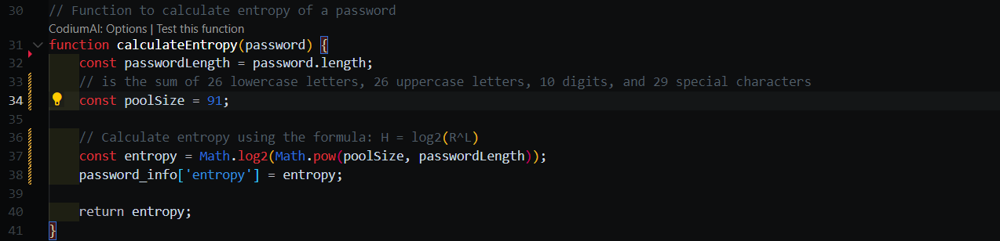 30 // Function to calculate entropy of a password
CodiumAI: Options | Test this function
31 function calculateEntropy(password) {
32 const passwordLength = password.length;
33 // is the sum of 26 lowercase letters, 26 uppercase letters, 10 digits, and 29 special characters
34 const poolSize = 91;
35
36 // Calculate entropy using the formula: H = log2(R^L)
37 const entropy = Math.log2(Math.pow(poolSize, passwordLength));
38 password_info['entropy'] = entropy;
39
40 return entropy;
41 }